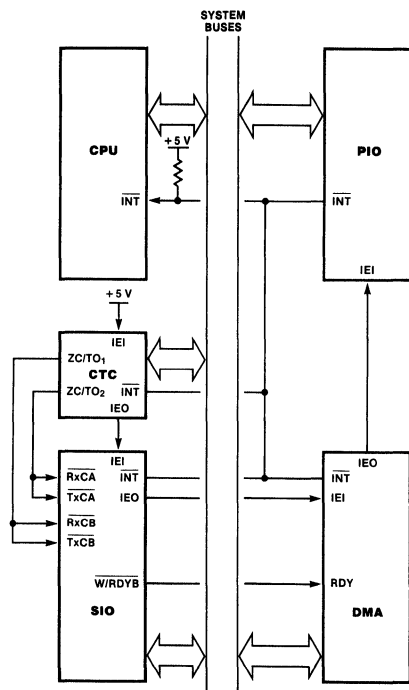 SYSTEM
BUSES
CPU
+5 V
INT
PIO
INT
IEI
+5 V
IEI
ZC/TO₁
CTC
ZC/TO₂
INT
IEO
IEI
RxCA
INT
TxCA
IEO
RxCB
TxCB
W/RDYB
SIO
IEO
INT
IEI
RDY
DMA